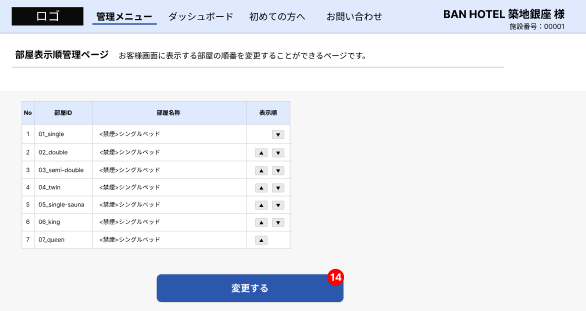 ロゴ 管理メニュー ダッシュボード 初めての方へ お問い合わせ BAN HOTEL 築地銀座 様
施設番号：00001
部屋表示順管理ページ お客様画面に表示する部屋の順番を変更することができるページです。
No 部屋ID 部屋名称 表示順
1 01_single <禁煙>シングルベッド ▼
2 02_double <禁煙>シングルベッド ▲ ▼
3 03_semi-double <禁煙>シングルベッド ▲ ▼
4 04_twin <禁煙>シングルベッド ▲ ▼
5 05_single-sauna <禁煙>シングルベッド ▲ ▼
6 06_king <禁煙>シングルベッド ▲ ▼
7 07_queen <禁煙>シングルベッド ▲
14
変更する